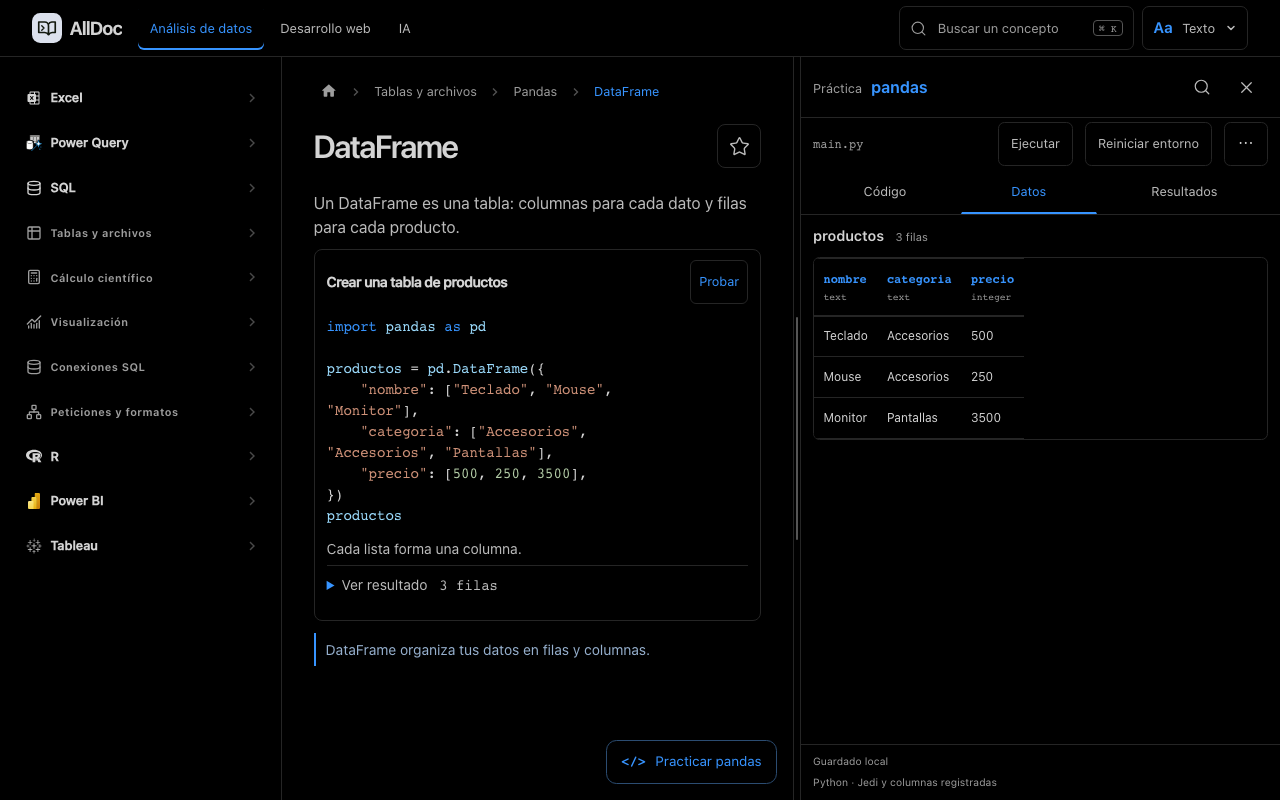 AllDoc
Análisis de datos
Desarrollo web
IA
Buscar un concepto
⌘ K
Aa Texto
Excel
Power Query
SQL
Tablas y archivos
Cálculo científico
Visualización
Conexiones SQL
Peticiones y formatos
R
Power BI
Tableau
Tablas y archivos
Pandas
DataFrame
DataFrame
Un DataFrame es una tabla: columnas para cada dato y filas
para cada producto.
Crear una tabla de productos
Probar
import pandas as pd
productos = pd.DataFrame({
    "nombre": ["Teclado", "Mouse",
"Monitor"],
    "categoria": ["Accesorios",
"Accesorios", "Pantallas"],
    "precio": [500, 250, 3500],
})
productos
Cada lista forma una columna.
Ver resultado 3 filas
DataFrame organiza tus datos en filas y columnas.
</> Practicar pandas
Práctica pandas
main.py
Ejecutar
Reiniciar entorno
...
Código
Datos
Resultados
productos 3 filas
nombre categoria precio
text text integer
Teclado Accesorios 500
Mouse Accesorios 250
Monitor Pantallas 3500
Guardado local
Python · Jedi y columnas registradas